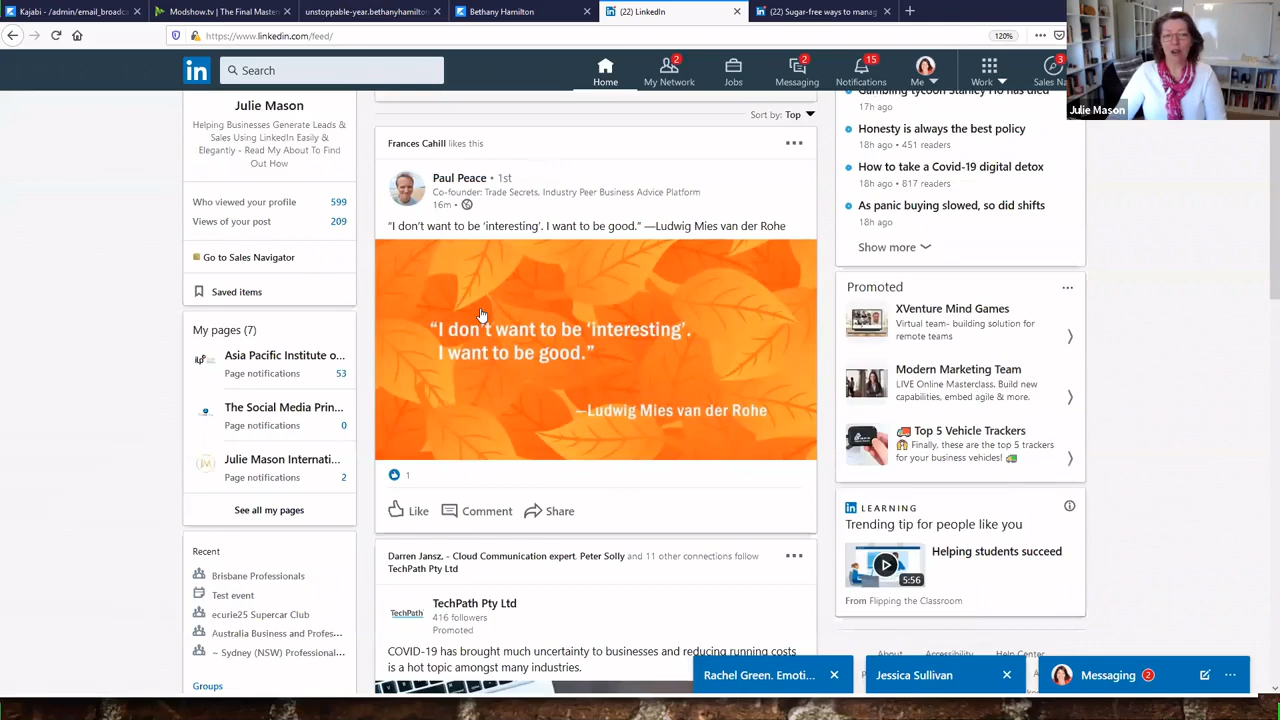 Kajabi - /admin/email_broadca
Modshow.tv | The Final Master
unstoppable-year.bethanyhamilton
Bethany Hamilton
(22) LinkedIn
(22) Sugar-free ways to manag
https://www.linkedin.com/feed/
120%
in
Search
Home
My Network
2
Jobs
Messaging
2
Notifications
15
Me
Work
Sales Na
3
Julie Mason
Julie Mason
Helping Businesses Generate Leads &
Sales Using LinkedIn Easily &
Elegantly - Read My About To Find
Out How
Who viewed your profile 599
Views of your post 209
Go to Sales Navigator
Saved items
My pages (7)
Asia Pacific Institute o...
Page notifications 53
The Social Media Prin...
Page notifications 0
Julie Mason Internati...
Page notifications 2
See all my pages
Recent
Brisbane Professionals
Test event
ecurie25 Supercar Club
Australia Business and Profes...
~ Sydney (NSW) Professional...
Groups
Sort by: Top
Frances Cahill likes this
Paul Peace • 1st
Co-founder: Trade Secrets, Industry Peer Business Advice Platform
16m •
“I don’t want to be ‘interesting’. I want to be good.” —Ludwig Mies van der Rohe
“I don’t want to be ‘interesting’.
I want to be good.”
—Ludwig Mies van der Rohe
1
Like Comment Share
Darren Jansz, - Cloud Communication expert, Peter Solly and 11 other connections follow
TechPath Pty Ltd
TechPath
TechPath Pty Ltd
416 followers
Promoted
COVID-19 has brought much uncertainty to businesses and reducing running costs
is a hot topic amongst many industries.
Gambling tycoon Stanley Ho has died
17h ago
Honesty is always the best policy
18h ago • 451 readers
How to take a Covid-19 digital detox
18h ago • 817 readers
As panic buying slowed, so did shifts
18h ago
Show more
Promoted
XVenture Mind Games
Virtual team- building solution for
remote teams
Modern Marketing Team
LIVE Online Masterclass. Build new
capabilities, embed agile & more.
Top 5 Vehicle Trackers
Finally, these are the top 5 trackers
for your business vehicles!
in LEARNING
Trending tip for people like you
Helping students succeed
5:56
From Flipping the Classroom
About Accessibility Help Center
Rachel Green. Emoti...
Jessica Sullivan
Messaging 2